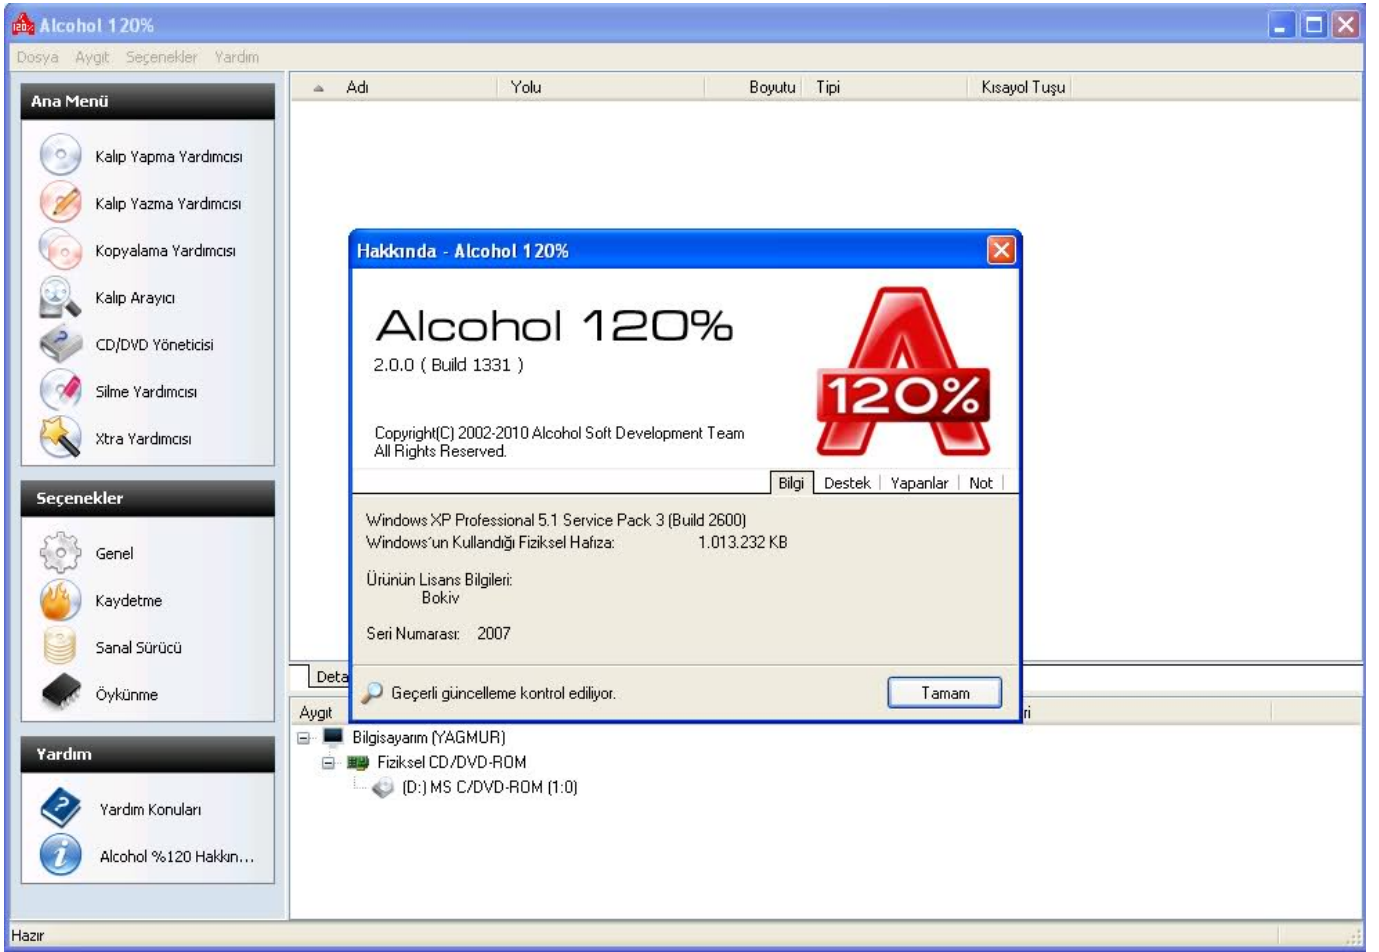 Alcohol 120%
Dosya Aygıt Seçenekler Yardım
Ana Menü
Kalıp Yapma Yardımcısı
Kalıp Yazma Yardımcısı
Kopyalama Yardımcısı
Kalıp Arayıcı
CD/DVD Yöneticisi
Silme Yardımcısı
Xtra Yardımcısı
Seçenekler
Genel
Kaydetme
Sanal Sürücü
Öykünme
Yardım
Yardım Konuları
Alcohol %120 Hakkın...
Adı Yolu Boyutu Tipi Kısayol Tuşu
Hakkında - Alcohol 120%
Alcohol 120%
2.0.0 ( Build 1331 )
120%
Copyright(C) 2002-2010 Alcohol Soft Development Team
All Rights Reserved.
Bilgi Destek Yapanlar Not
Windows XP Professional 5.1 Service Pack 3 (Build 2600)
Windows´un Kullandığı Fiziksel Hafıza: 1.013.232 KB
Ürünün Lisans Bilgileri:
Bokiv
Seri Numarası: 2007
Geçerli güncelleme kontrol ediliyor.
Tamam
Deta
Aygıt ri
Bilgisayarım (YAGMUR)
Fiziksel CD/DVD-ROM
(D:) MS C/DVD-ROM (1:0)
Hazır